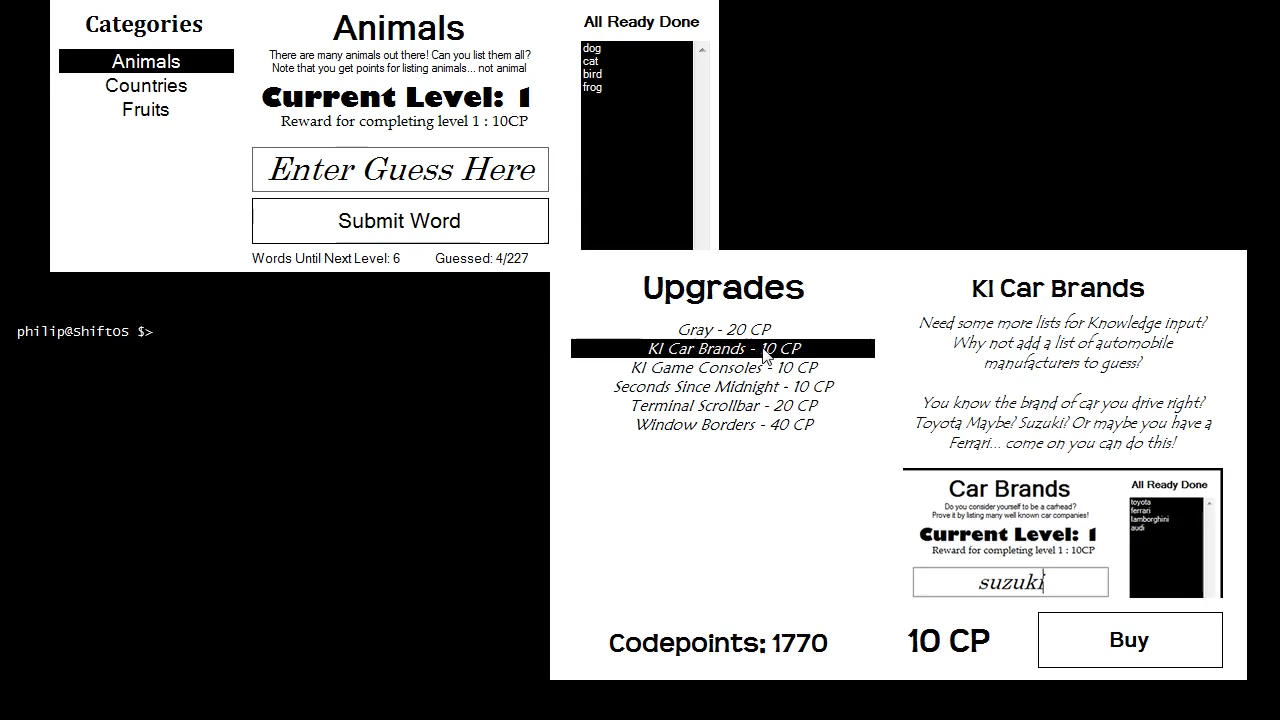 Categories
Animals
Countries
Fruits
Animals
There are many animals out there! Can you list them all?
Note that you get points for listing animals... not animal
Current Level: 1
Reward for completing level 1 : 10CP
Enter Guess Here
Submit Word
Words Until Next Level: 6
Guessed: 4/227
All Ready Done
dog
cat
bird
frog
philip@ShiftOS $>
Upgrades
Gray - 20 CP
KI Car Brands - 10 CP
KI Game Consoles - 10 CP
Seconds Since Midnight - 10 CP
Terminal Scrollbar - 20 CP
Window Borders - 40 CP
Codepoints: 1770
KI Car Brands
Need some more lists for Knowledge input?
Why not add a list of automobile
manufacturers to guess?
You know the brand of car you drive right?
Toyota Maybe? Suzuki? Or maybe you have a
Ferrari... come on you can do this!
Car Brands
Do you consider yourself to be a carhead?
Prove it by listing many well known car companies!
Current Level: 1
Reward for completing level 1 : 10CP
suzuki
All Ready Done
toyota
ferrari
lamborghini
audi
10 CP
Buy